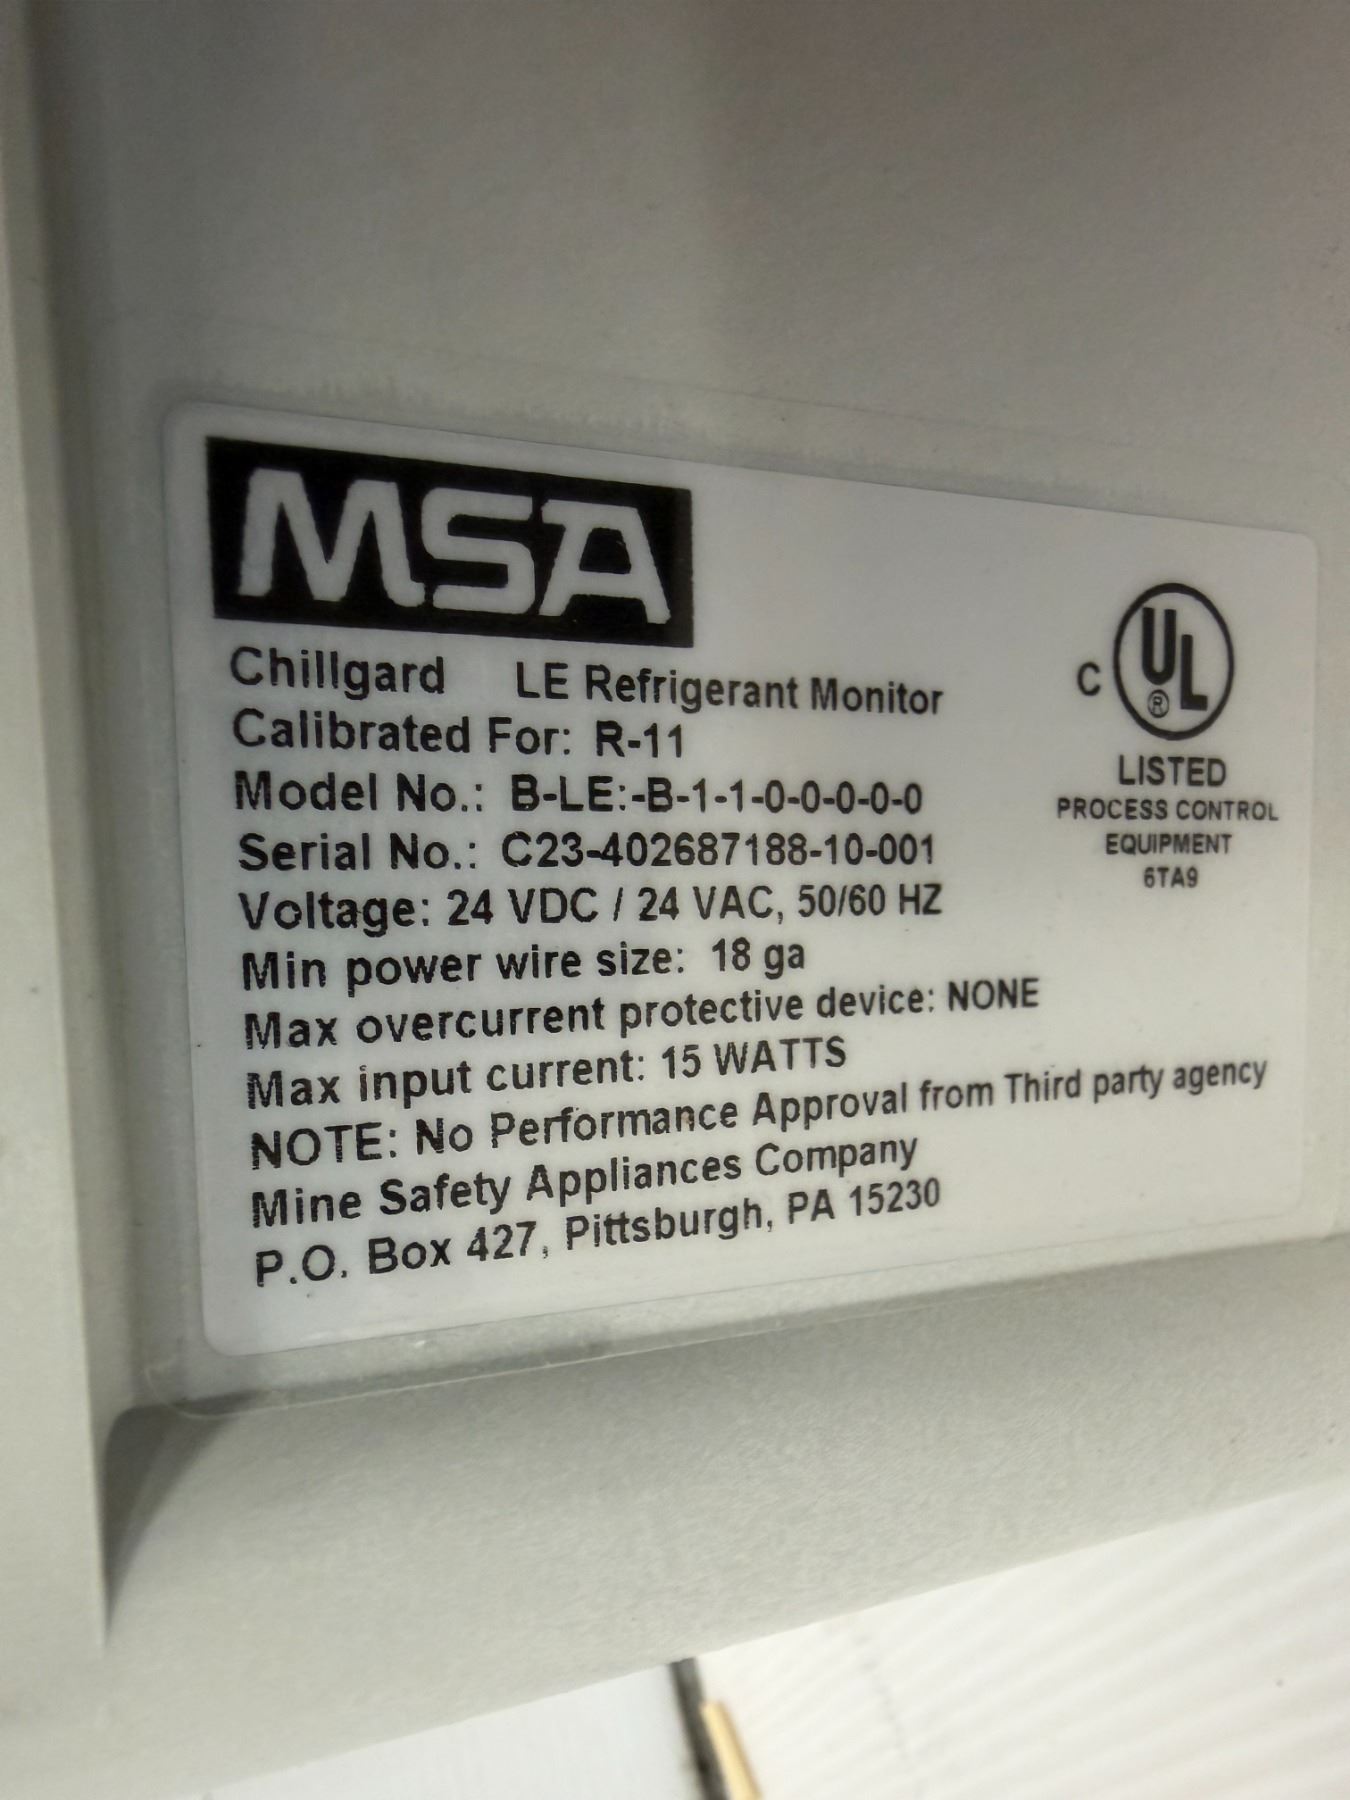 MSA
Chillgard LE Refrigerant Monitor
Calibrated For: R-11
Model No.: B-LE:-B-1-1-0-0-0-0-0
Serial No.: C23-402687188-10-001
Voltage: 24 VDC / 24 VAC, 50/60 HZ
Min power wire size: 18 ga
Max overcurrent protective device: NONE
Max input current: 15 WATTS
NOTE: No Performance Approval from Third party agency
Mine Safety Appliances Company
P.O. Box 427, Pittsburgh, PA 15230
C UL ®
LISTED
PROCESS CONTROL
EQUIPMENT
6TA9